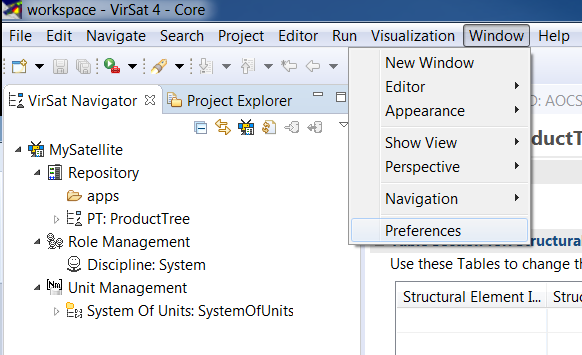 workspace - VirSat 4 - Core
File Edit Navigate Search Project Editor Run Visualization Window Help
New Window
Editor
Appearance
Show View
Perspective
Navigation
Preferences
VirSat Navigator
Project Explorer
MySatellite
Repository
apps
PT: ProductTree
Role Management
Discipline: System
Unit Management
System Of Units: SystemOfUnits
D: AOCS
ductT
Structural
Use these Tables to change th
Structural Element I... Struc